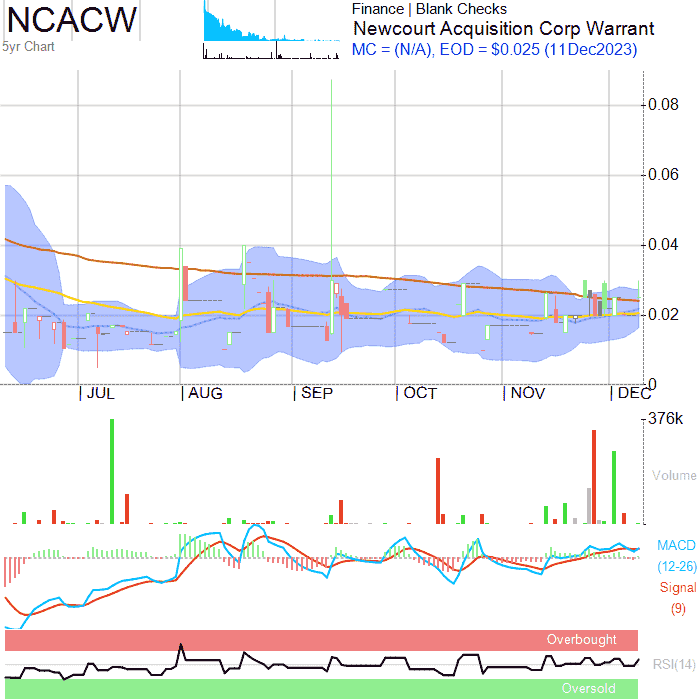 NCACW
5yr Chart
Finance | Blank Checks
Newcourt Acquisition Corp Warrant
MC = (N/A), EOD = $0.025 (11Dec2023)
0.08
0.06
0.04
0.02
0
| JUL | AUG | SEP | OCT | NOV | DEC
376k
Volume
MACD
(12-26)
Signal
(9)
Overbought
RSI(14)
Oversold